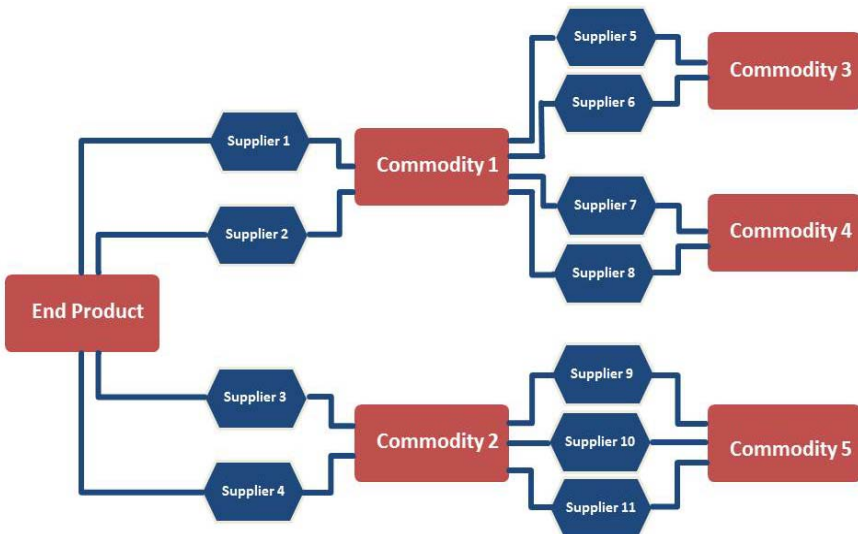 Supplier 5
Commodity 3
Supplier 6
Supplier 1
Commodity 1
Supplier 7
Commodity 4
Supplier 2
Supplier 8
End Product
Supplier 9
Supplier 3
Commodity 2
Supplier 10
Commodity 5
Supplier 4
Supplier 11